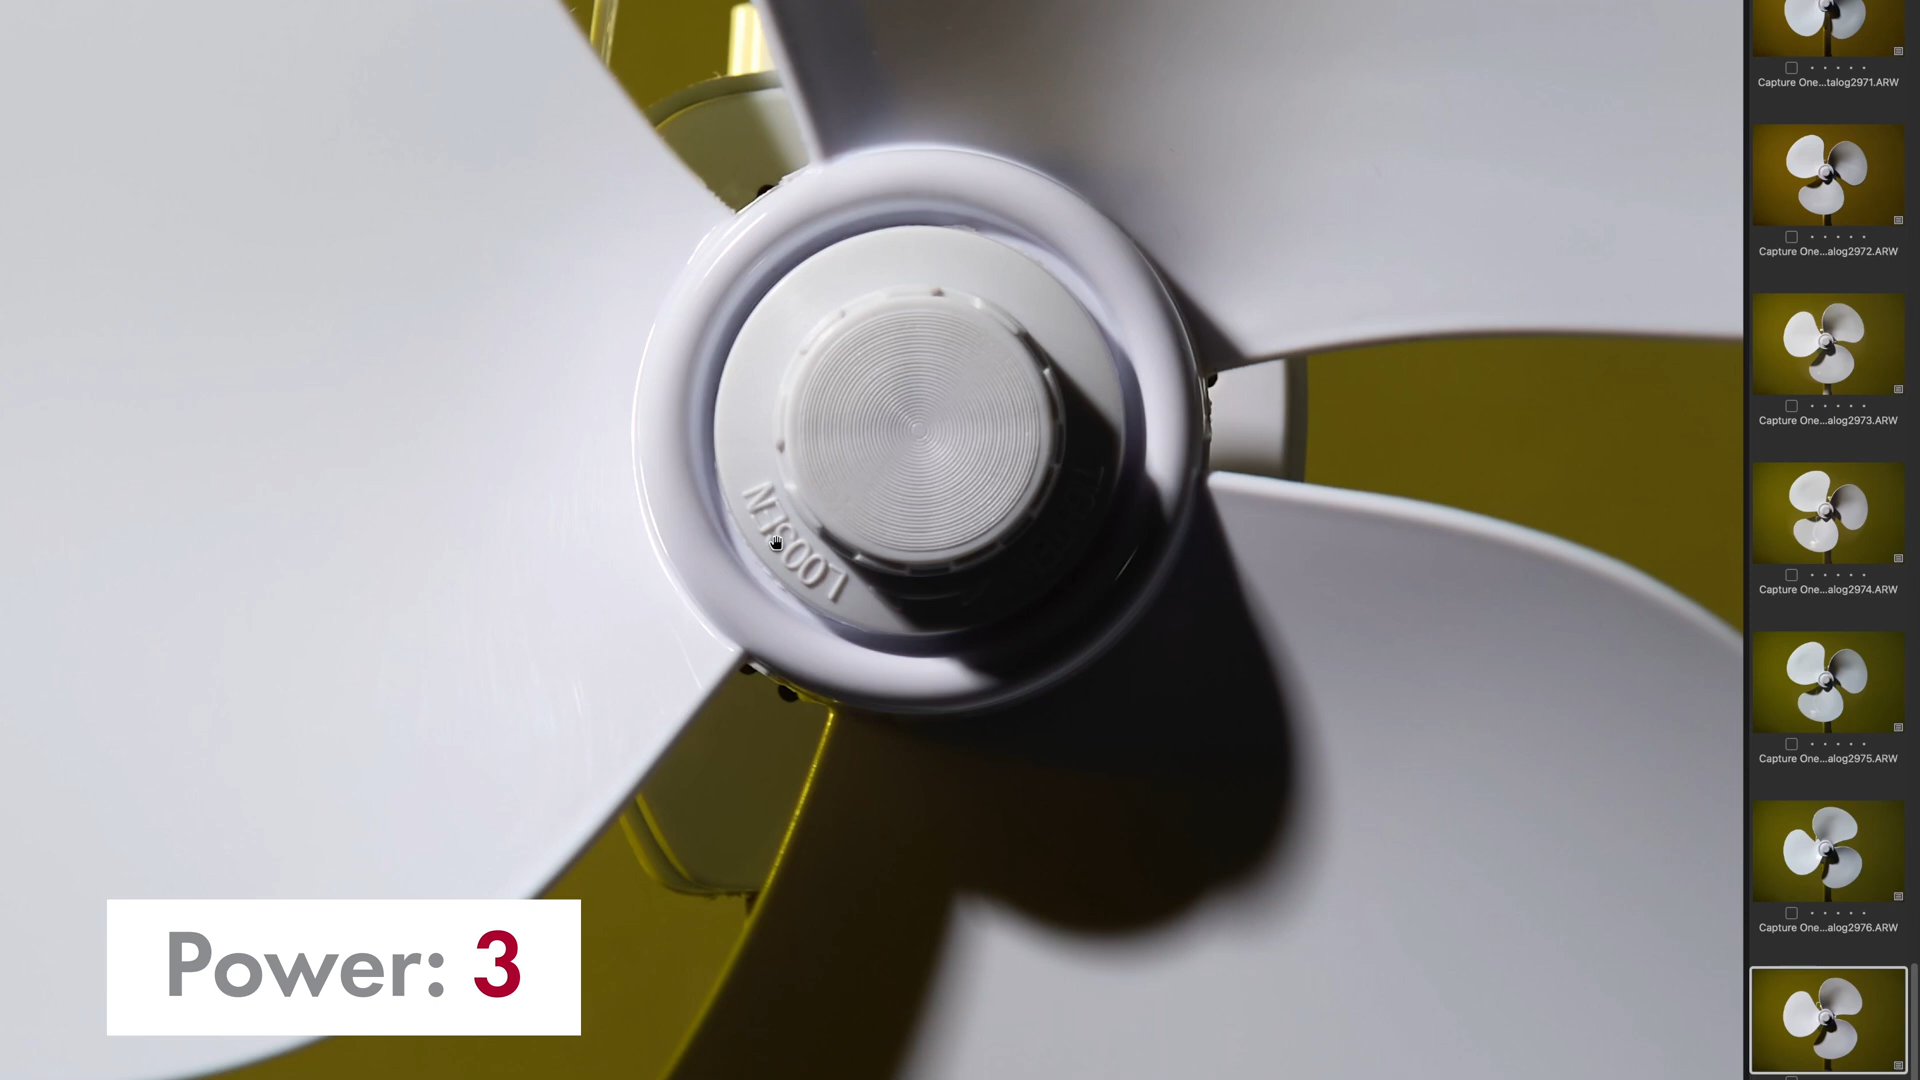 LOOSEN
Power: 3
Capture One...talog2971.ARW
Capture One...alog2972.ARW
Capture One...alog2973.ARW
Capture One...alog2974.ARW
Capture One...alog2975.ARW
Capture One...alog2976.ARW